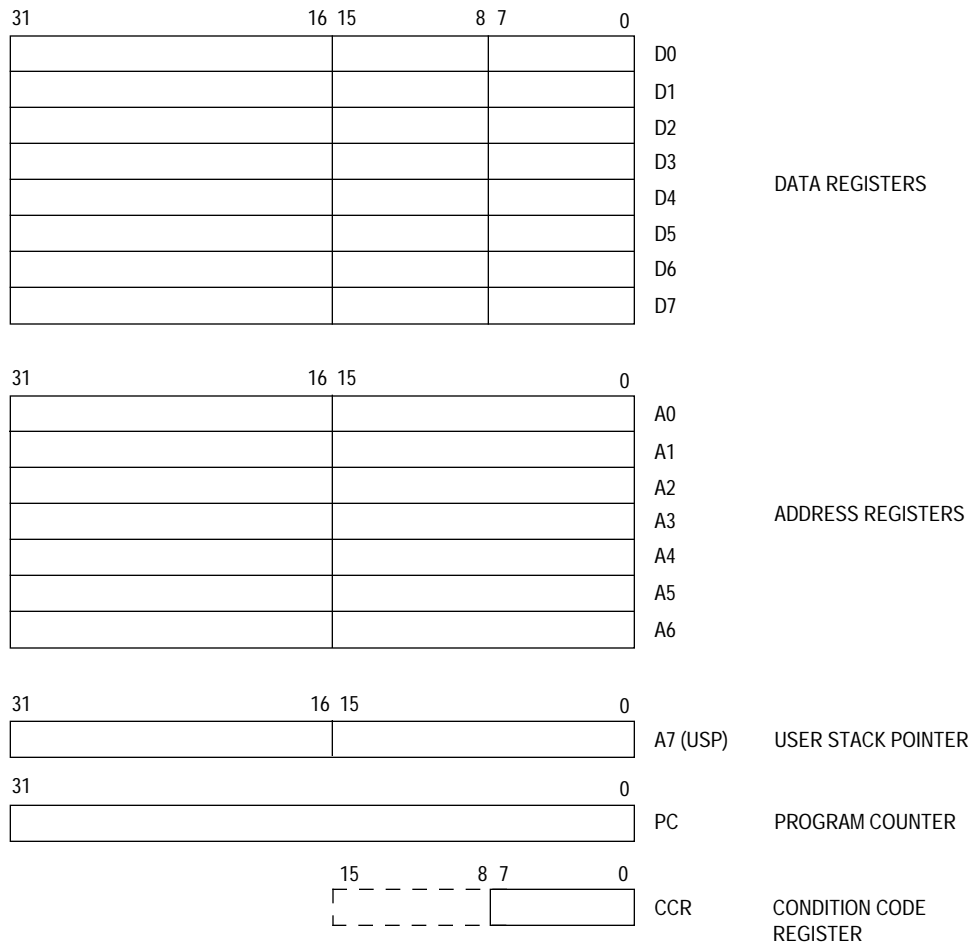 31 16 15 8 7 0
D0
D1
D2
D3
D4
D5
D6
D7
DATA REGISTERS
31 16 15 0
A0
A1
A2
A3
A4
A5
A6
ADDRESS REGISTERS
31 16 15 0
A7 (USP) USER STACK POINTER
31 0
PC PROGRAM COUNTER
15 8 7 0
CCR CONDITION CODE
REGISTER